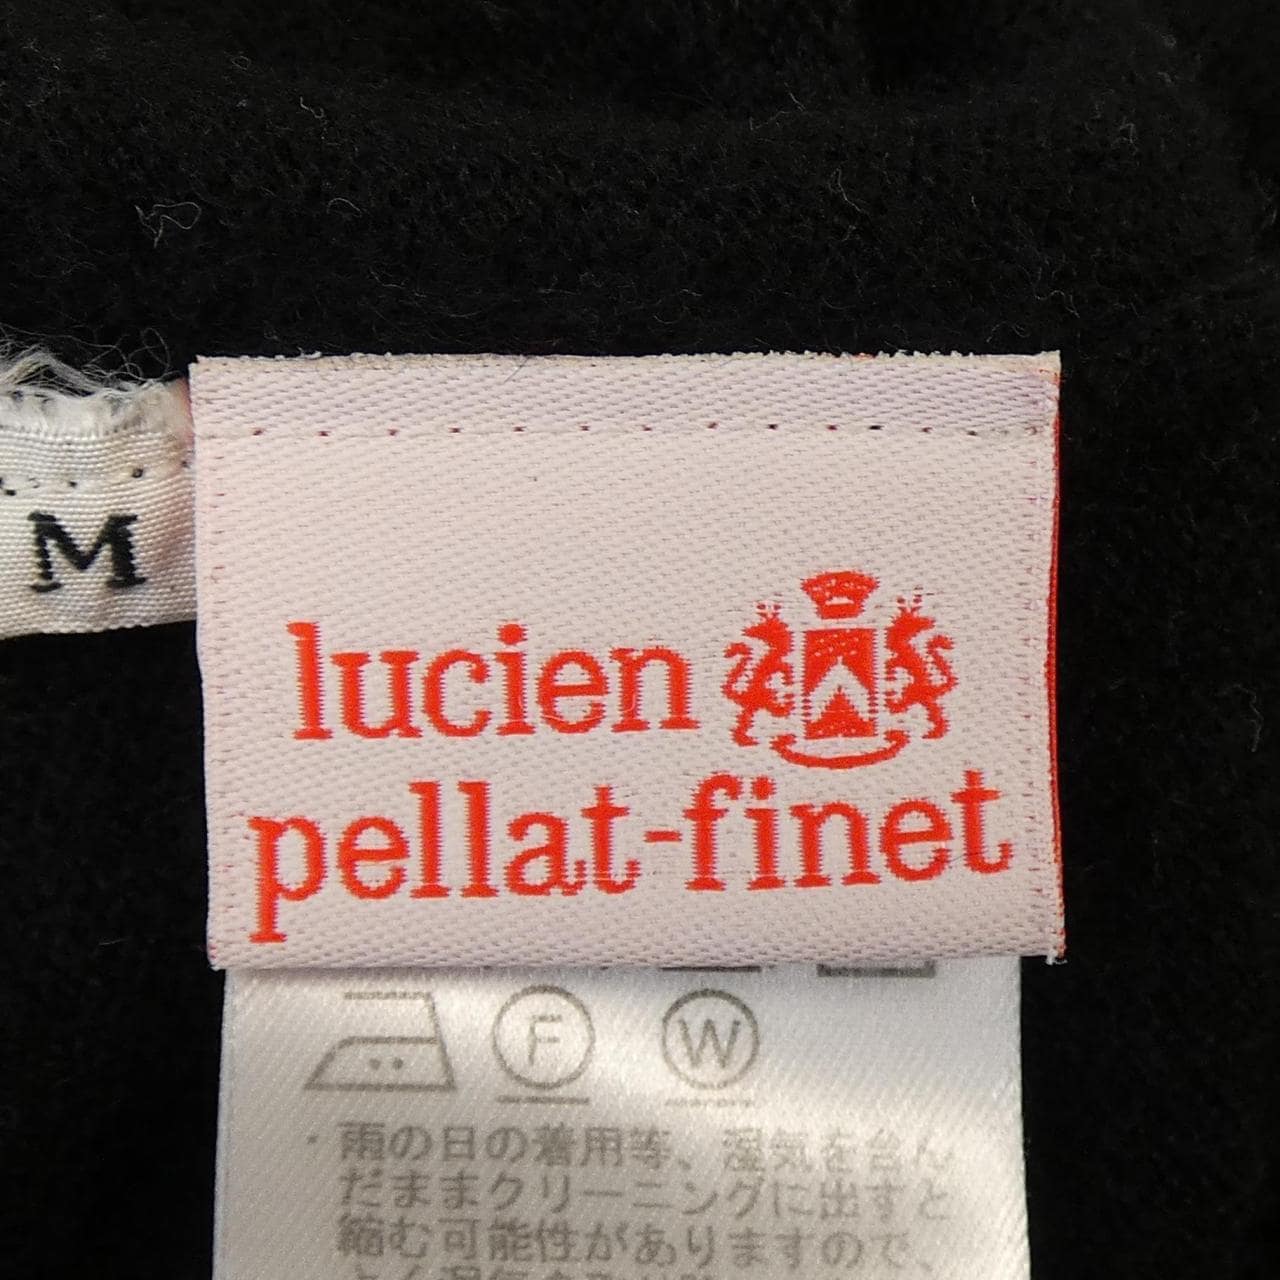 M
lucien
pellat-finet
F W
・雨の日の着用等、湿気を含ん
だままクリーニングに出すと
縮む可能性がありますので、